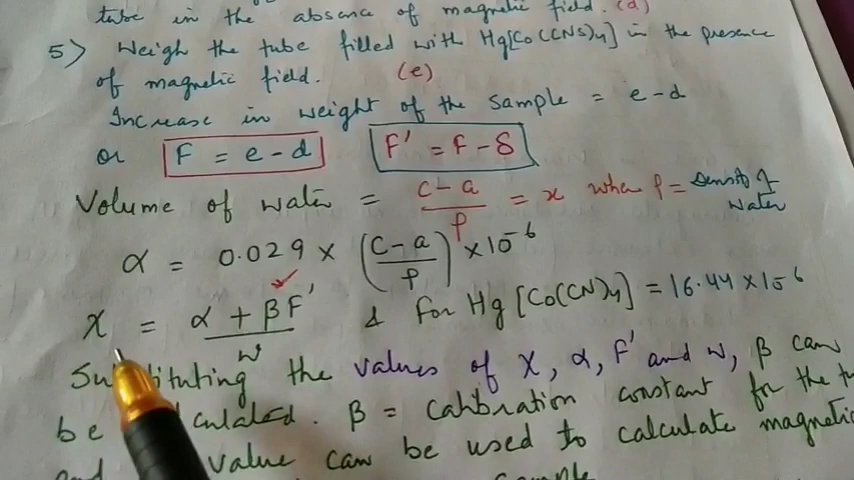 tube in the absence of magnetic field. (d)
5) Weigh the tube filled with Hg[Co(CNS)4] in the presence
of magnetic field. (e)
Increase in weight of the sample = e-d
or F = e-d F' = F-δ
Volume of water = c-a/ρ = x when ρ = Density of Water
α = 0.029 × (c-a/ρ) × 10⁻⁶
χ = α + βF'/w & for Hg[Co(CN)4] = 16.44 × 10⁻⁶
Substituting the values of χ, α, F' and w, β can
be calculated. β = calibration constant for the
value can be used to calculate magnetic
sample